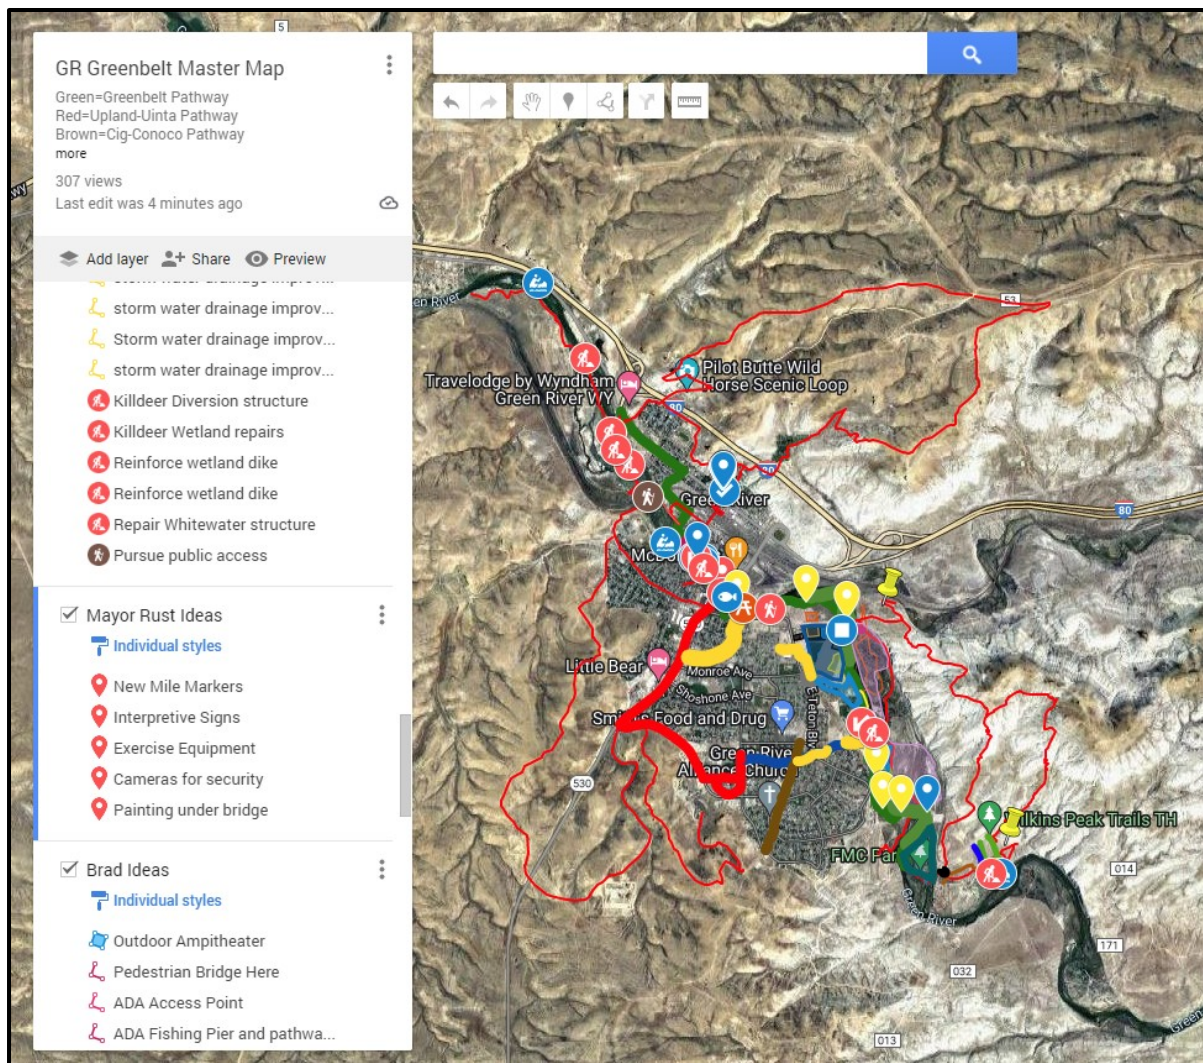 5
GR Greenbelt Master Map
Green=Greenbelt Pathway
Red=Upland-Uinta Pathway
Brown=Cig-Conoco Pathway
more
307 views
Last edit was 4 minutes ago
Add layer
Share
Preview
storm water drainage improv...
storm water drainage improv...
Storm water drainage improv...
storm water drainage improv...
Killdeer Diversion structure
Killdeer Wetland repairs
Reinforce wetland dike
Reinforce wetland dike
Repair Whitewater structure
Pursue public access
Mayor Rust Ideas
Individual styles
New Mile Markers
Interpretive Signs
Exercise Equipment
Cameras for security
Painting under bridge
Brad Ideas
Individual styles
Outdoor Ampitheater
Pedestrian Bridge Here
ADA Access Point
ADA Fishing Pier and pathwa...
River
53
Travelodge by Wyndham
Green River WY
Pilot Butte Wild
Horse Scenic Loop
80
80
80
Little Bear
Monroe Ave
Shoshone Ave
Food and Drug
530
Alliance Church
Peak Trails TH
FMC
014
Green River
171
032
013